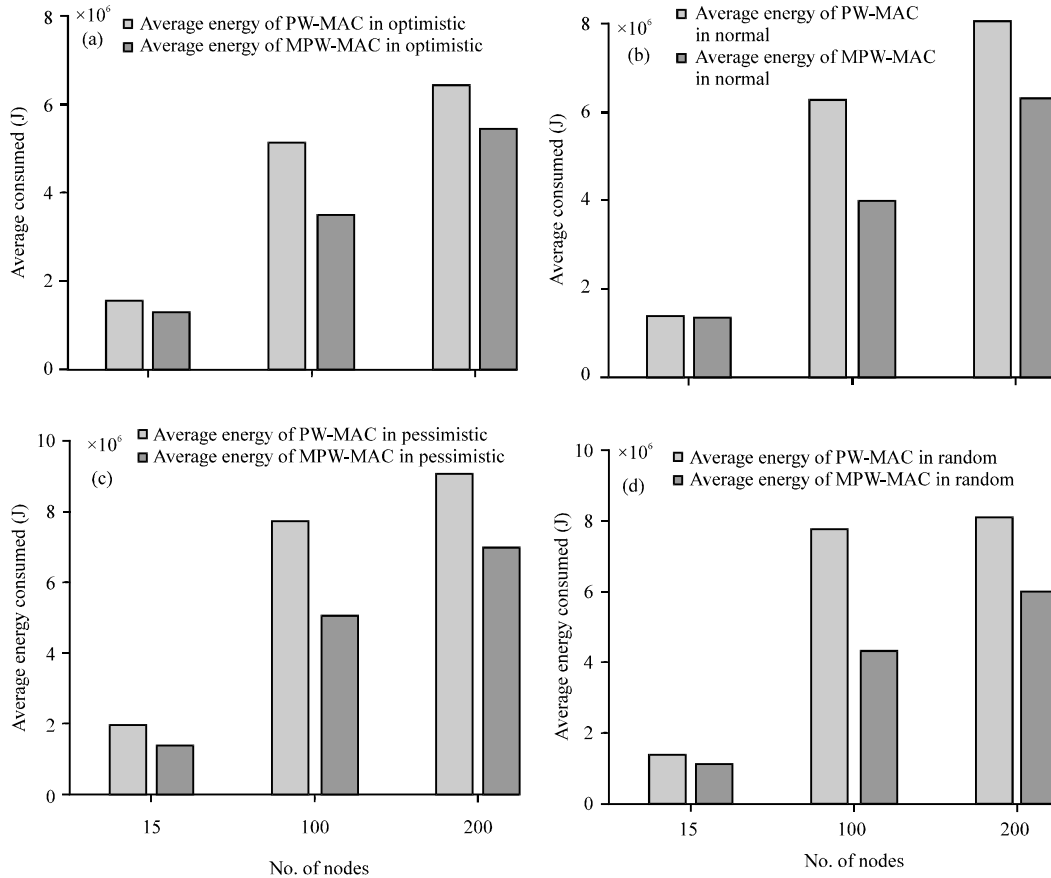 ×10⁶
(a)
Average energy of PW-MAC in optimistic
Average energy of MPW-MAC in optimistic
Average consumed (J)
8
6
4
2
0
×10⁶
(b)
Average energy of PW-MAC
in normal
Average energy of MPW-MAC
in normal
Average consumed (J)
8
6
4
2
0
×10⁶
(c)
Average energy of PW-MAC in pessimistic
Average energy of MPW-MAC in pessimistic
Average energy consumed (J)
10
8
6
4
2
0
15 100 200
No. of nodes
×10⁶
(d)
Average energy of PW-MAC in random
Average energy of MPW-MAC in random
Average energy consumed (J)
10
8
6
4
2
0
15 100 200
No. of nodes